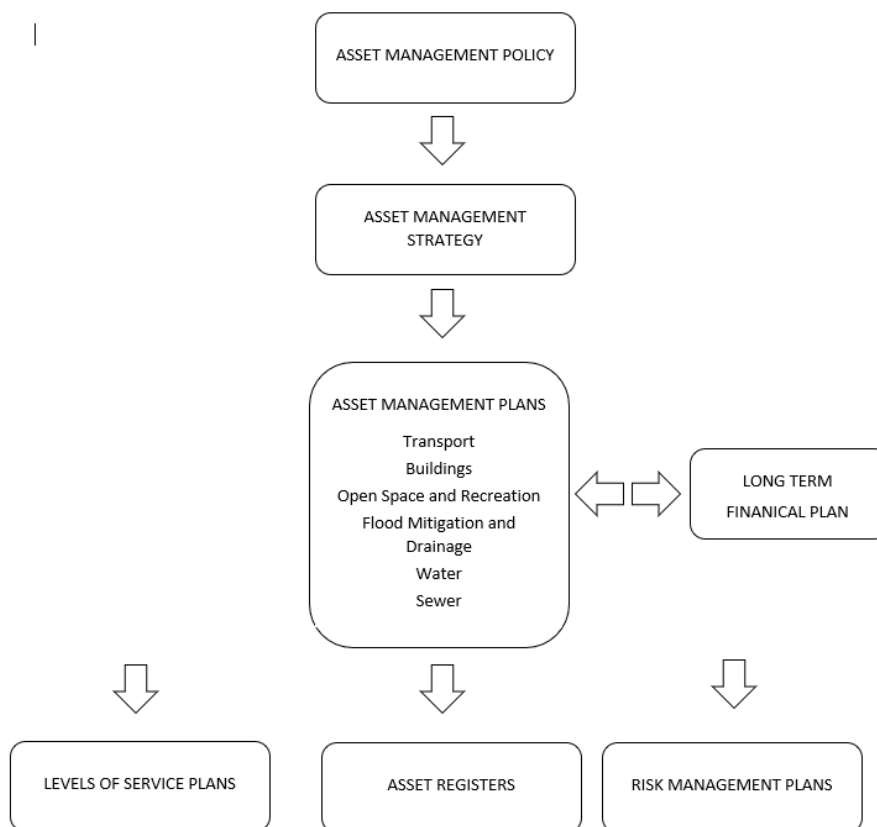 ASSET MANAGEMENT POLICY
ASSET MANAGEMENT
STRATEGY
ASSET MANAGEMENT PLANS
Transport
Buildings
Open Space and Recreation
Flood Mitigation and
Drainage
Water
Sewer
LONG TERM
FINANICAL PLAN
LEVELS OF SERVICE PLANS
ASSET REGISTERS
RISK MANAGEMENT PLANS